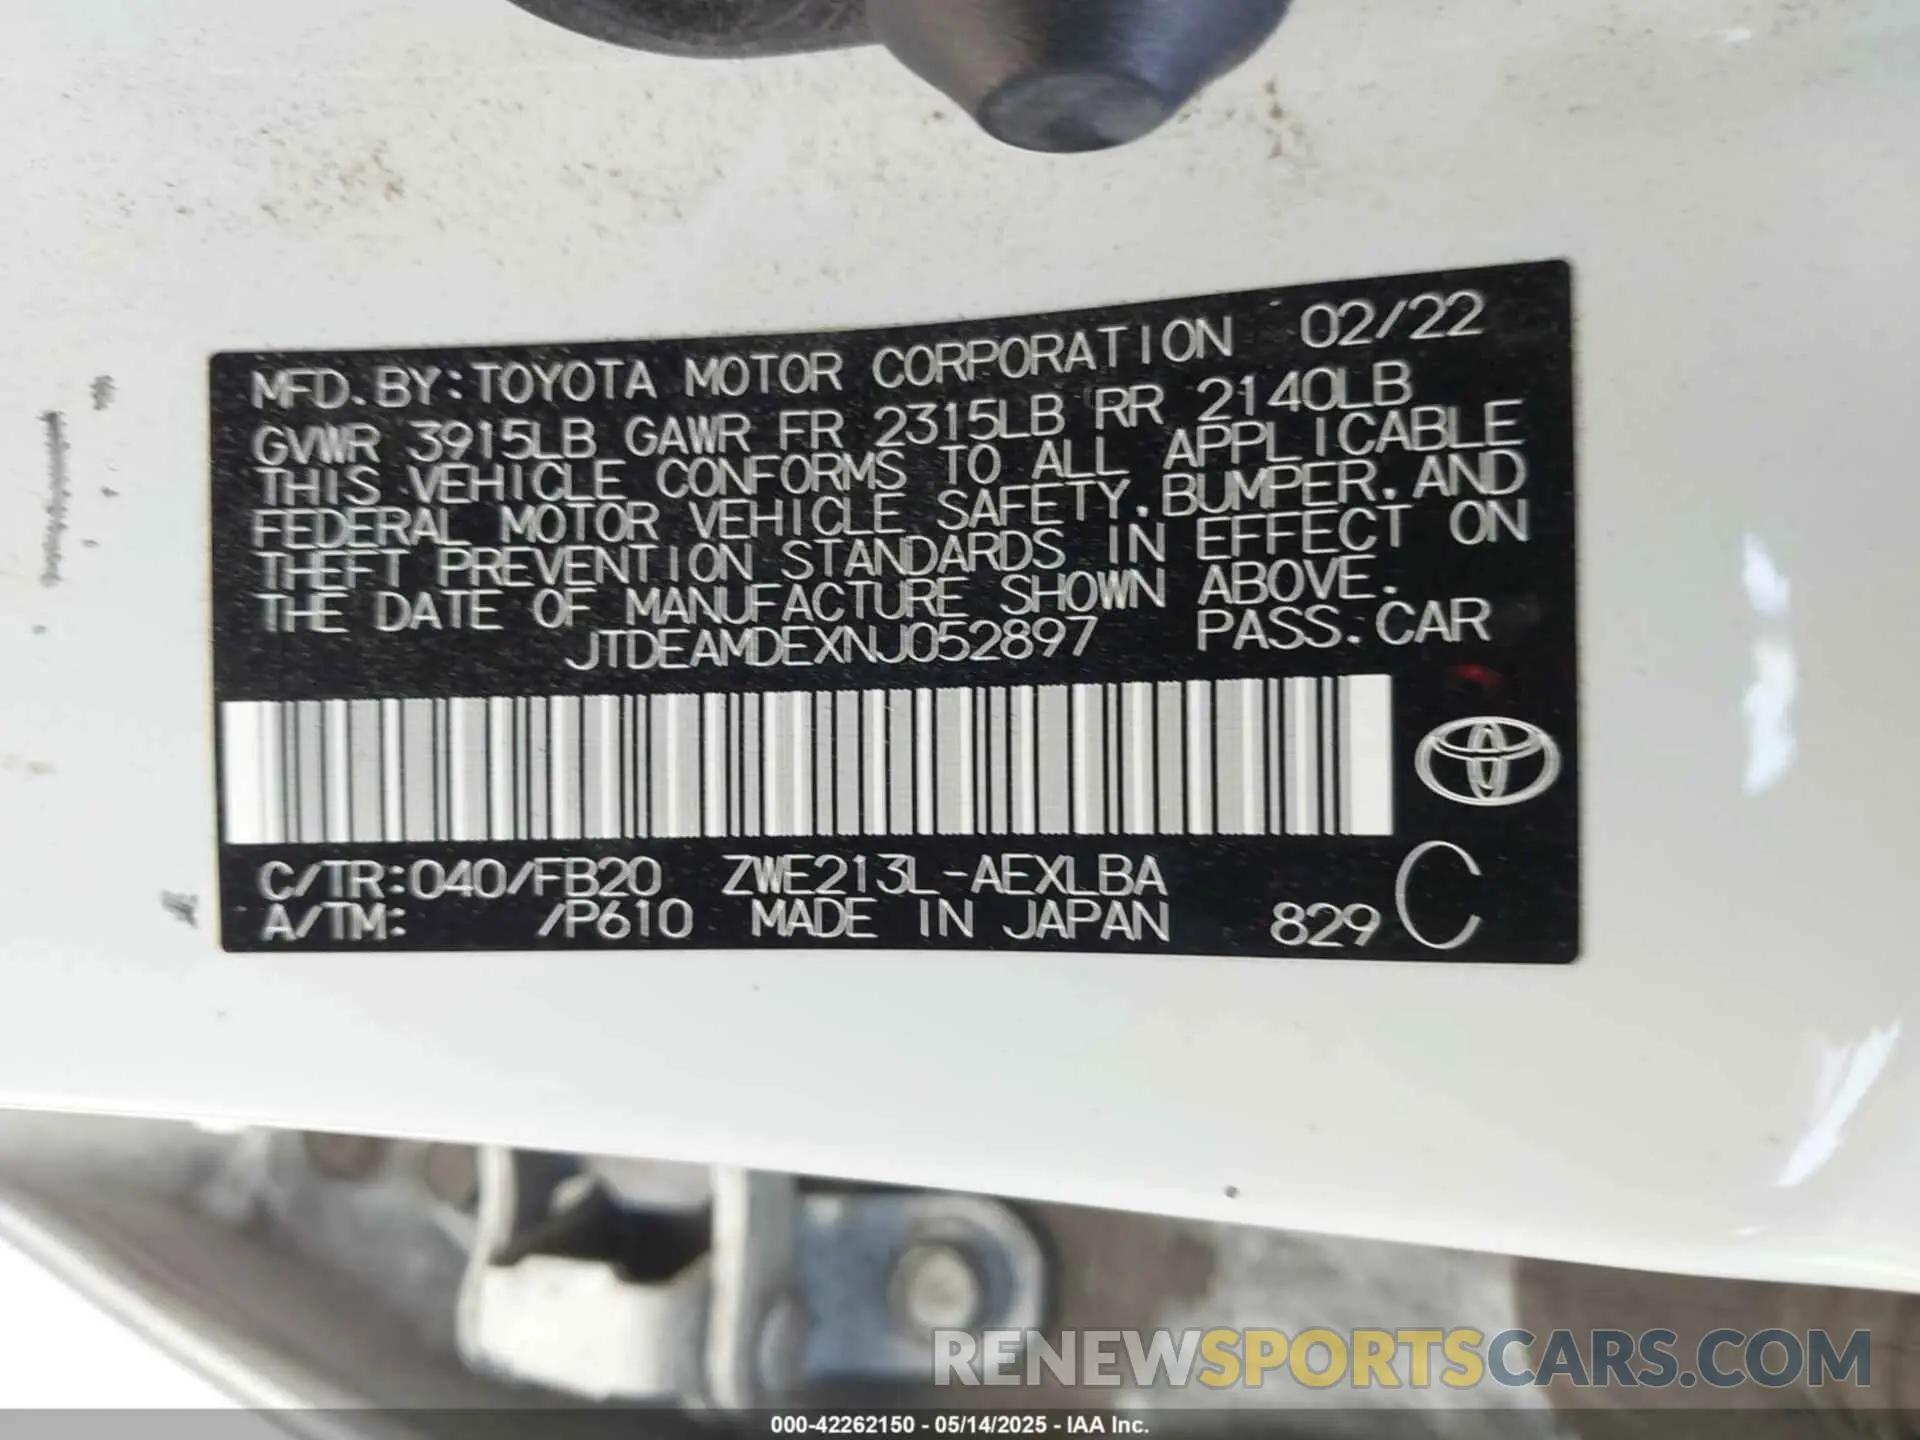 MFD. BY: TOYOTA MOTOR CORPORATION 02/22
GVWR 3915LB GAWR FR 2315LB RR 2140LB
THIS VEHICLE CONFORMS TO ALL APPLICABLE
FEDERAL MOTOR VEHICLE SAFETY, BUMPER, AND
THEFT PREVENTION STANDARDS IN EFFECT ON
THE DATE OF MANUFACTURE SHOWN ABOVE.
JTDEAMDEXNJ052897 PASS. CAR
C/TR:040/FB20 ZWE213L-AEXLBA
A/TM: /P610 MADE IN JAPAN 829 C
RENEWSPORTSCARS.COM
000-42262150 - 05/14/2025 - IAA Inc.